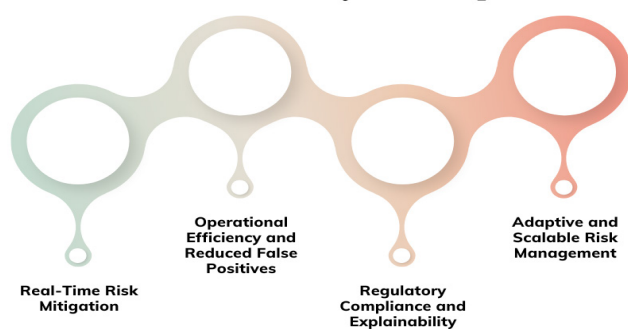 Real-Time Risk
Mitigation
Operational
Efficiency and
Reduced False
Positives
Regulatory
Compliance and
Explainability
Adaptive and
Scalable Risk
Management